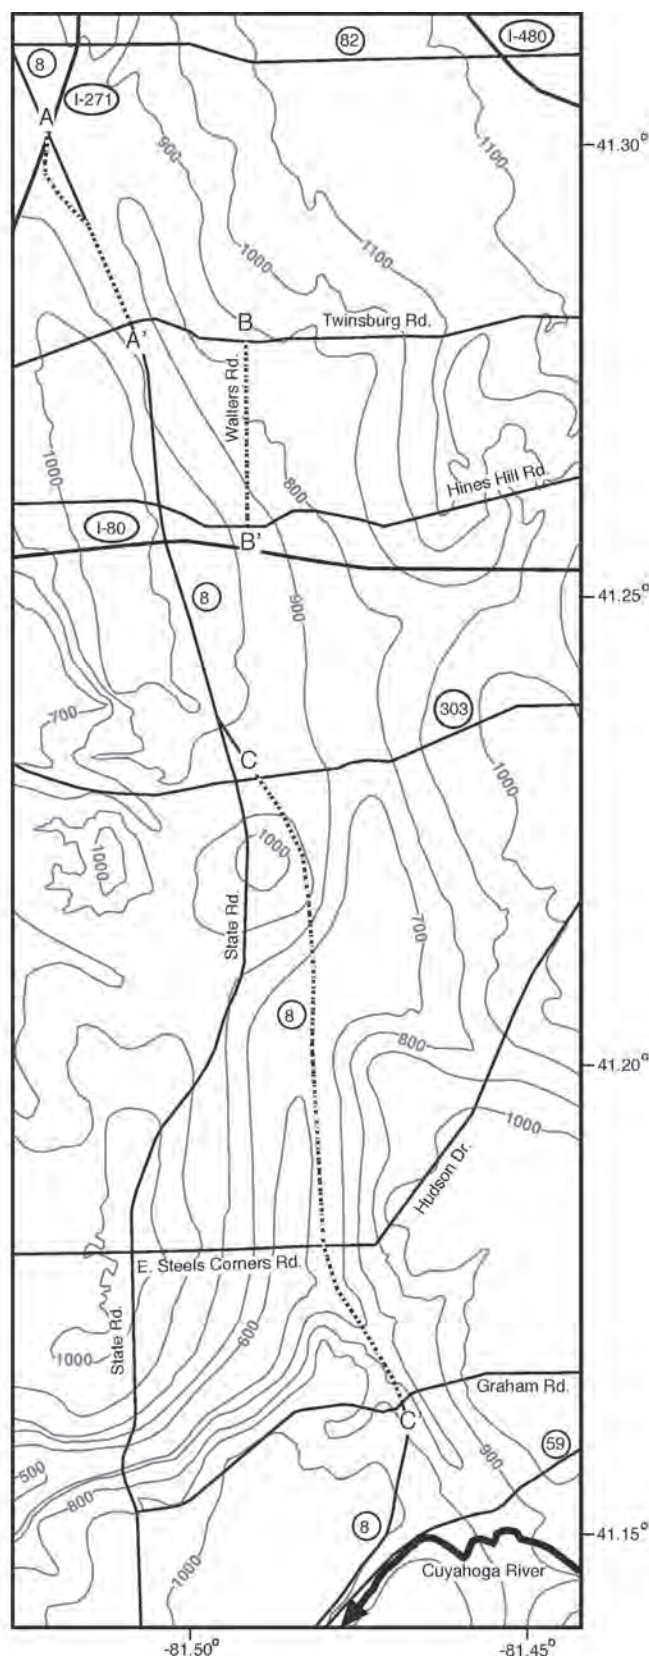 82
I-480
8
I-271
A
41.30°
900
1100
1000
1100
B
Twinsburg Rd.
A'
Walters Rd.
1000
800
Hines Hill Rd.
I-80
B'
8
41.25°
900
303
700
C
1000
1000
1000
State Rd.
700
8
800
41.20°
1000
Hudson Dr.
E. Steels Corners Rd.
State Rd.
600
1000
Graham Rd.
C'
59
900
500
800
8
41.15°
1000
Cuyahoga River
-81.50°
-81.45°